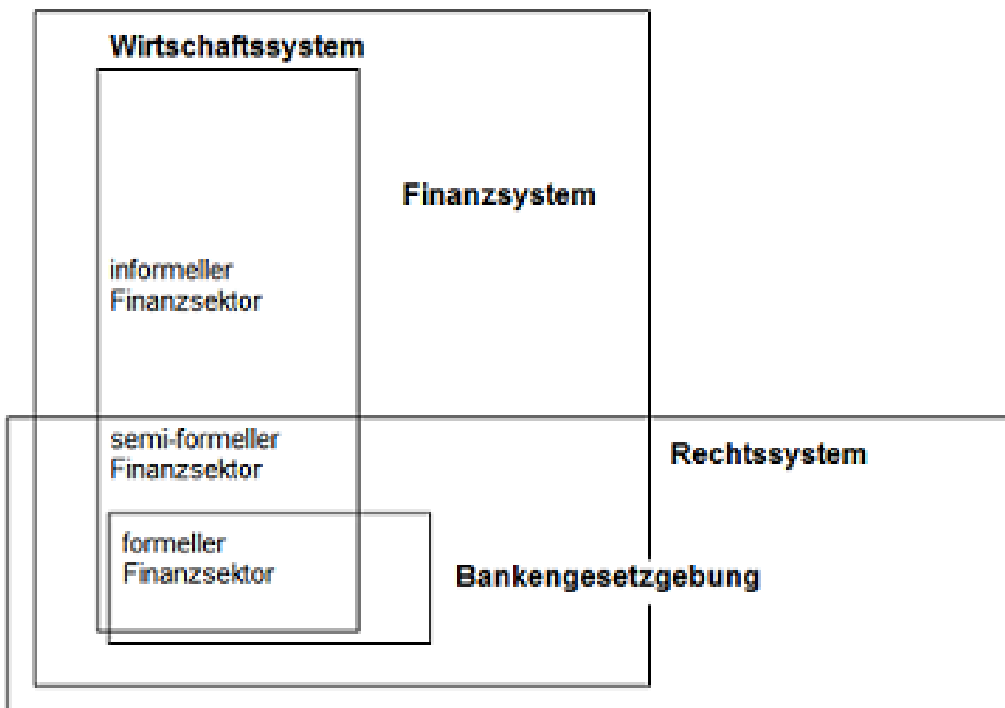 Wirtschaftssystem
Finanzsystem
informeller
Finanzsektor
semi-formeller
Finanzsektor
Rechtssystem
formeller
Finanzsektor
Bankengesetzgebung